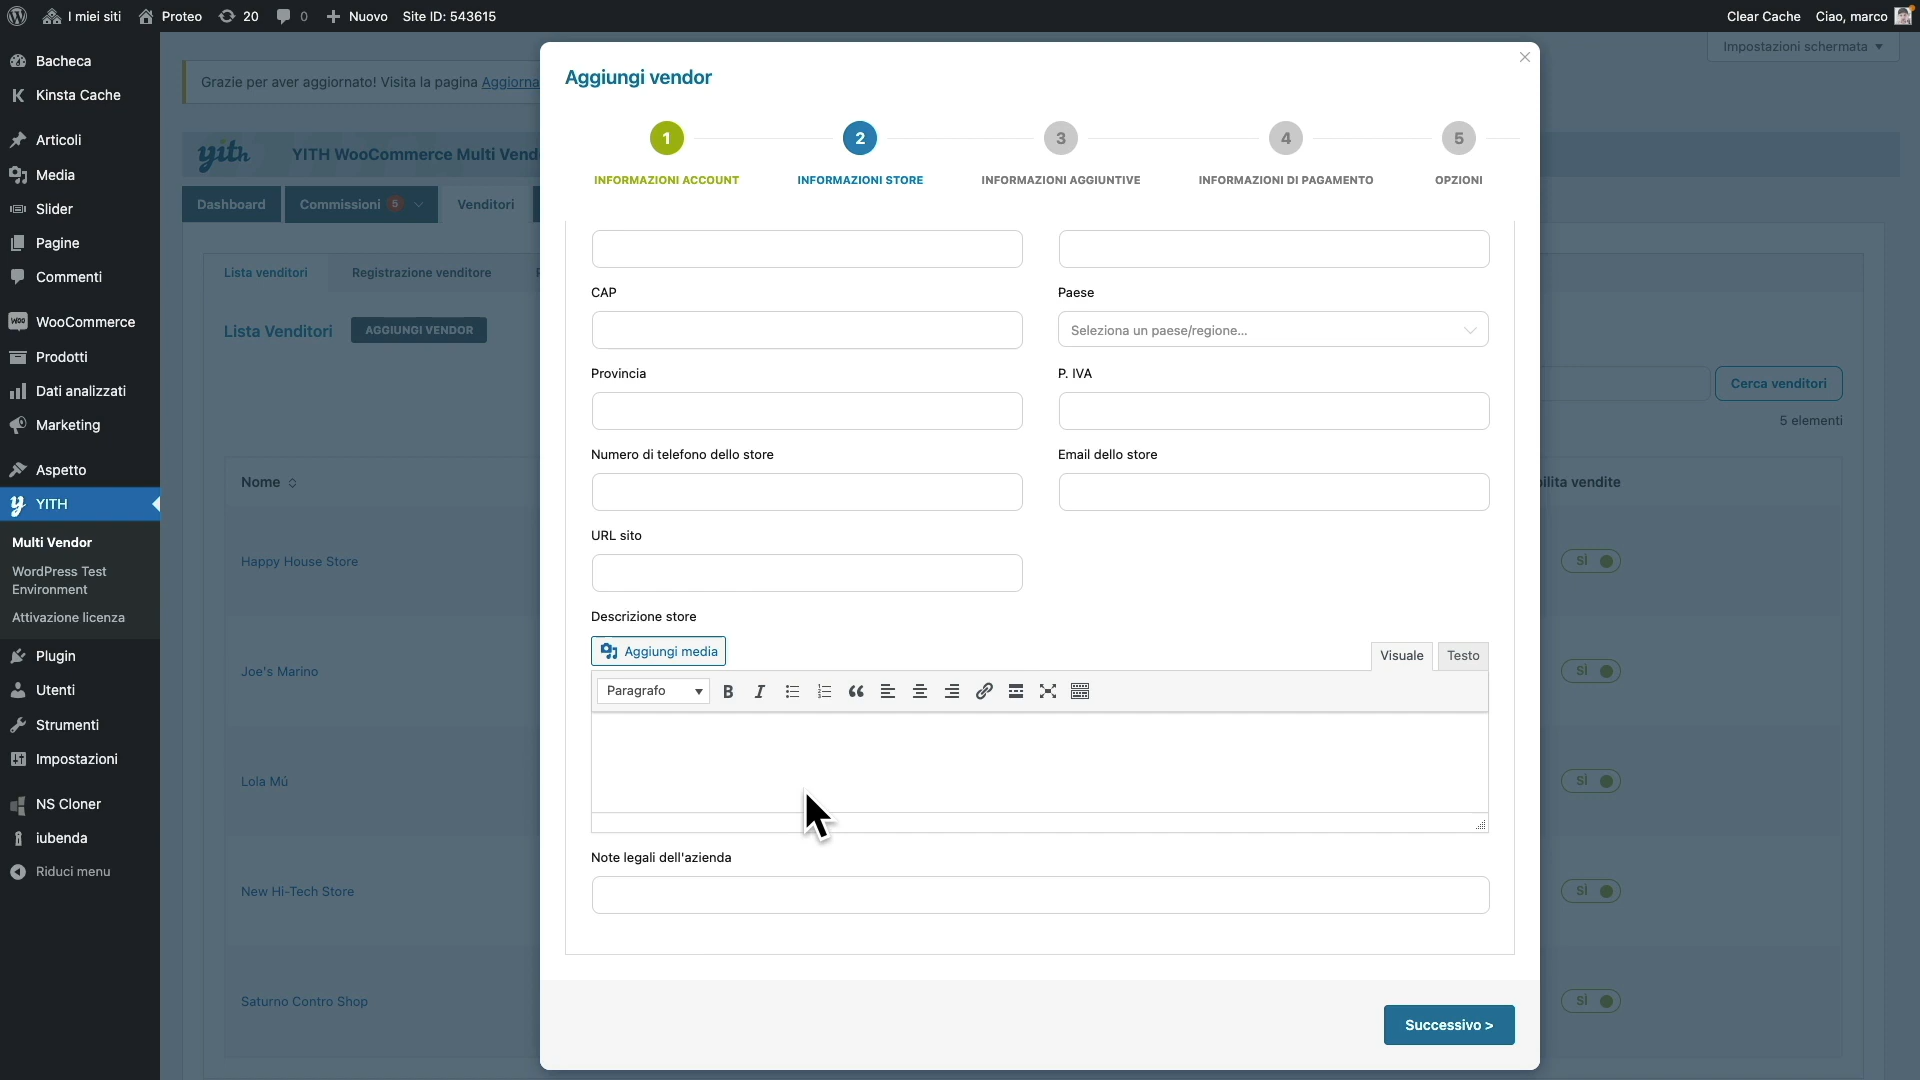 I miei siti
Proteo
20
0
Nuovo
Site ID: 543615
Clear Cache
Ciao, marco
Bacheca
Kinsta Cache
Articoli
Media
Slider
Pagine
Commenti
WooCommerce
Prodotti
Dati analizzati
Marketing
Aspetto
YITH
Multi Vendor
WordPress Test
Environment
Attivazione licenza
Plugin
Utenti
Strumenti
Impostazioni
NS Cloner
iubenda
Riduci menu
Impostazioni schermata
Grazie per aver aggiornato! Visita la pagina Aggiorna
yith
YITH WooCommerce Multi Vend
Dashboard
Commissioni 5
Venditori
Lista venditori
Registrazione venditore
Lista Venditori
AGGIUNGI VENDOR
Cerca venditori
5 elementi
Nome
ilita vendite
Happy House Store
SÌ
Joe's Marino
SÌ
Lola Mú
SÌ
New Hi-Tech Store
SÌ
Saturno Contro Shop
SÌ
Aggiungi vendor
1
2
3
4
5
INFORMAZIONI ACCOUNT
INFORMAZIONI STORE
INFORMAZIONI AGGIUNTIVE
INFORMAZIONI DI PAGAMENTO
OPZIONI
CAP
Paese
Seleziona un paese/regione...
Provincia
P. IVA
Numero di telefono dello store
Email dello store
URL sito
Descrizione store
Aggiungi media
Visuale
Testo
Paragrafo
B
I
Note legali dell'azienda
Successivo >